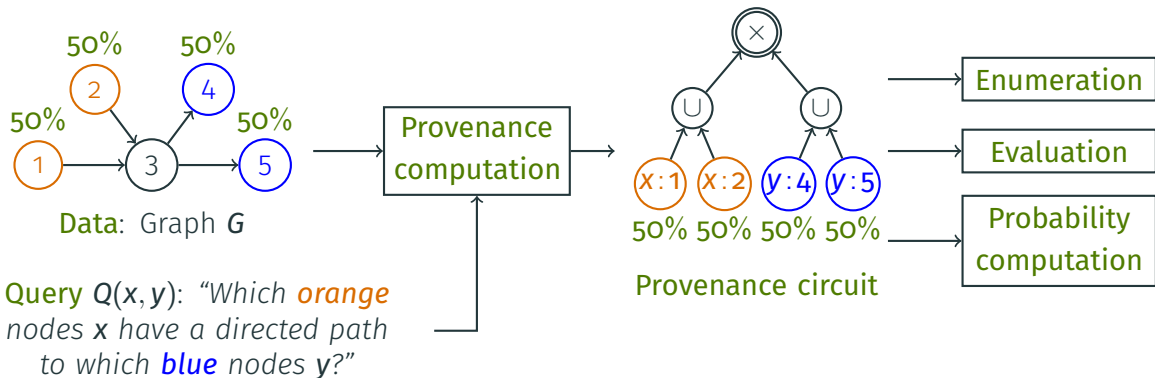 50%
50%
2
4
50%
50%
1
3
5
Data: Graph G
Query Q(x, y): “Which orange
nodes x have a directed path
to which blue nodes y?”
Provenance
computation
×
∪
∪
x:1
x:2
y:4
y:5
50%
50%
50%
50%
Provenance circuit
Enumeration
Evaluation
Probability
computation